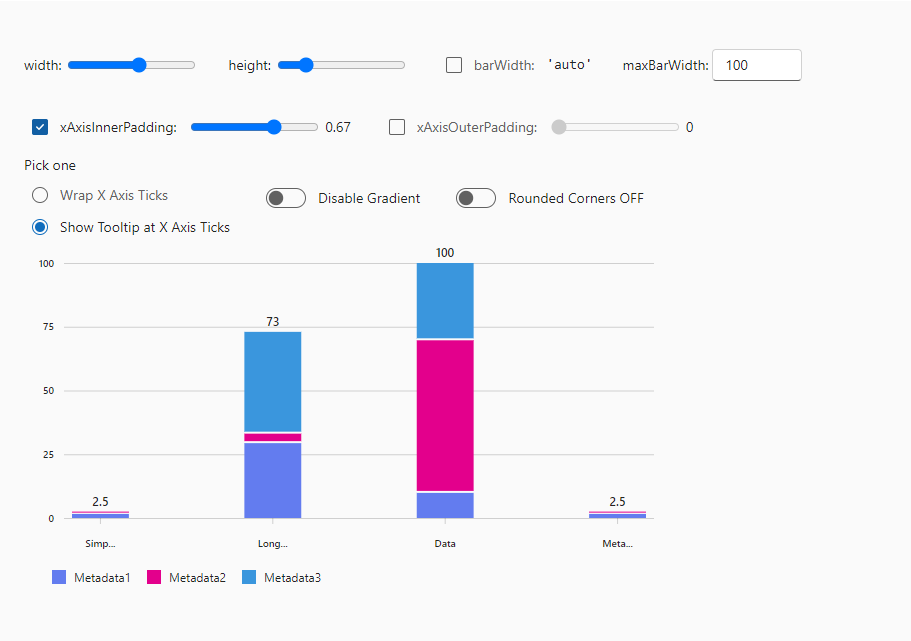 width: height: barWidth: 'auto' maxBarWidth: 100
xAxisInnerPadding: 0.67 xAxisOuterPadding: 0
Pick one
Wrap X Axis Ticks Disable Gradient Rounded Corners OFF
Show Tooltip at X Axis Ticks
100
100
75
73
50
25
2.5 2.5
0
Simp... Long... Data Meta...
Metadata1 Metadata2 Metadata3